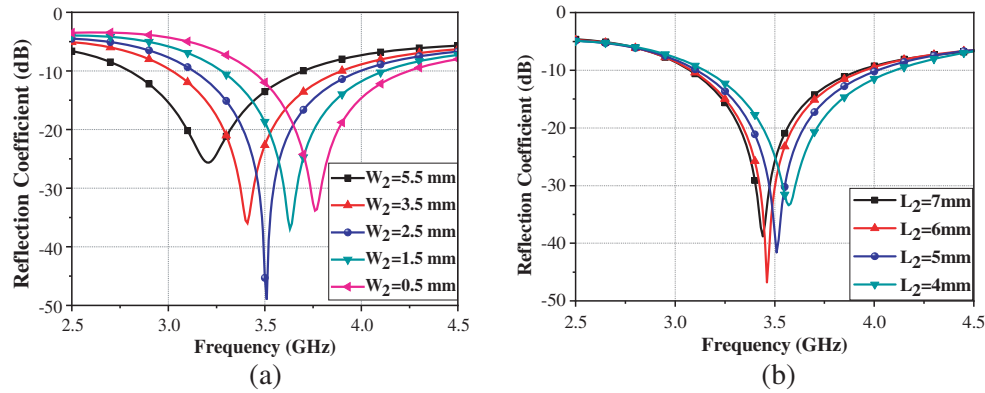 0
-10
-20
-30
-40
-50
Reflection Coefficient (dB)
2.5 3.0 3.5 4.0 4.5
Frequency (GHz)
W2=5.5 mm
W2=3.5 mm
W2=2.5 mm
W2=1.5 mm
W2=0.5 mm
(a)
0
-10
-20
-30
-40
-50
Reflection Coefficient (dB)
2.5 3.0 3.5 4.0 4.5
Frequency (GHz)
L2=7mm
L2=6mm
L2=5mm
L2=4mm
(b)